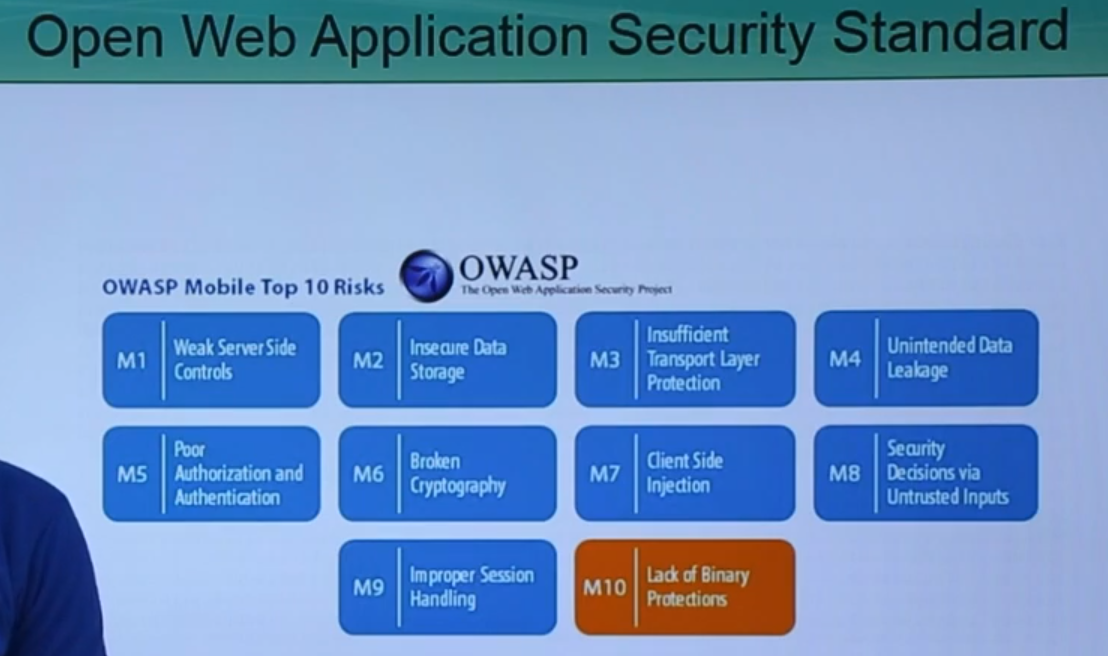 Open Web Application Security Standard
OWASP Mobile Top 10 Risks
OWASP
The Open Web Application Security Project
M1
Weak Server Side
Controls
M2
Insecure Data
Storage
M3
Insufficient
Transport Layer
Protection
M4
Unintended Data
Leakage
M5
Poor
Authorization and
Authentication
M6
Broken
Cryptography
M7
Client Side
Injection
M8
Security
Decisions via
Untrusted Inputs
M9
Improper Session
Handling
M10
Lack of Binary
Protections